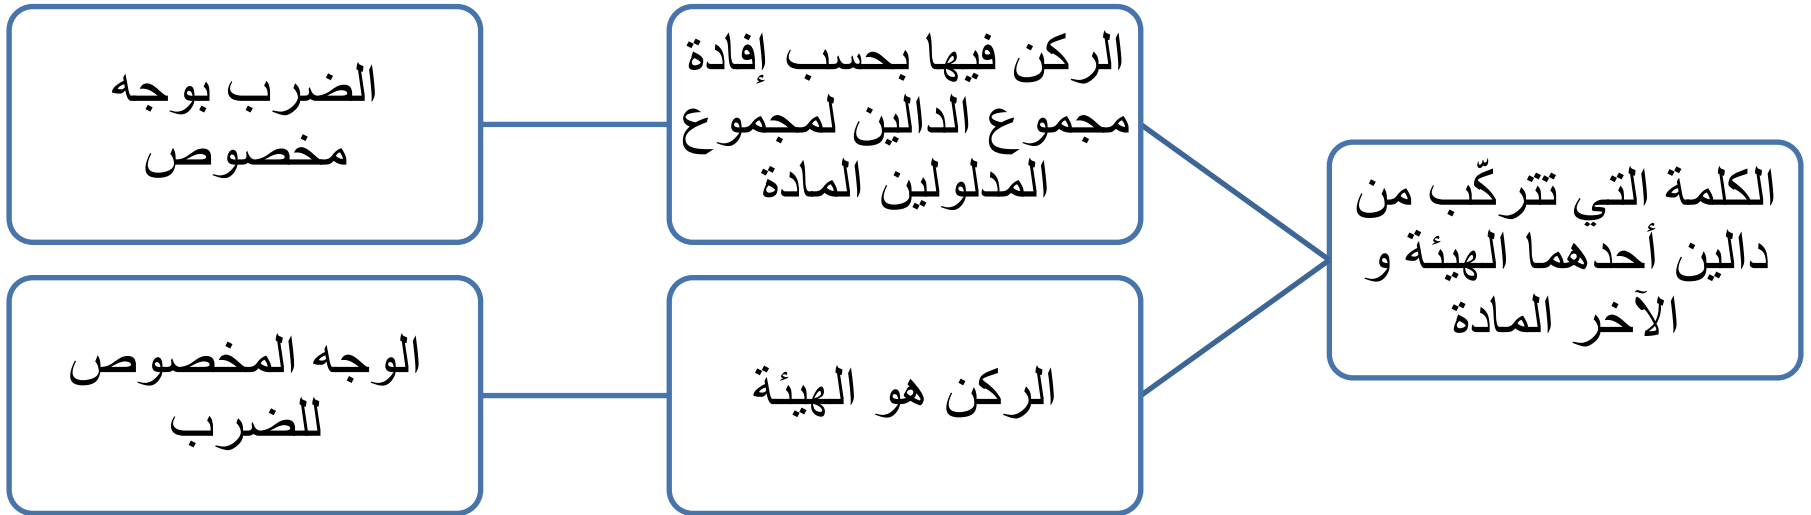 الكلمة التي تتركّب من
دالين أحدهما الهيئة و
الآخر المادة
الركن فيها بحسب إفادة
مجموع الدالين لمجموع
المدلولين المادة
الضرب بوجه
مخصوص
الركن هو الهيئة
الوجه المخصوص
للضرب